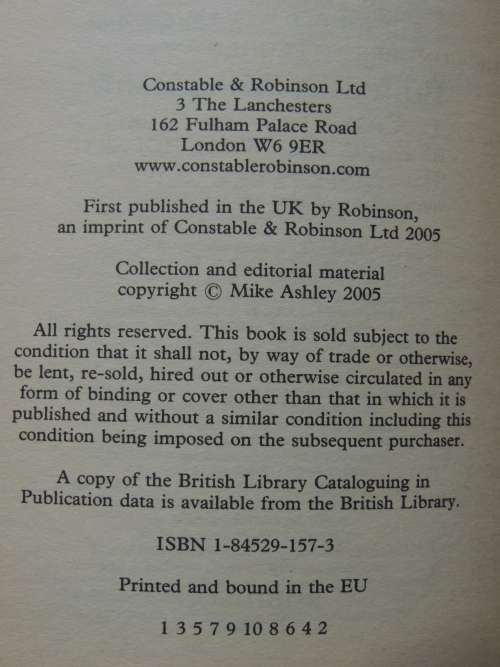 Constable & Robinson Ltd
3 The Lanchesters
162 Fulham Palace Road
London W6 9ER
www.constablerobinson.com
First published in the UK by Robinson,
an imprint of Constable & Robinson Ltd 2005
Collection and editorial material
copyright © Mike Ashley 2005
All rights reserved. This book is sold subject to the
condition that it shall not, by way of trade or otherwise,
be lent, re-sold, hired out or otherwise circulated in any
form of binding or cover other than that in which it is
published and without a similar condition including this
condition being imposed on the subsequent purchaser.
A copy of the British Library Cataloguing in
Publication data is available from the British Library.
ISBN 1-84529-157-3
Printed and bound in the EU
1 3 5 7 9 10 8 6 4 2